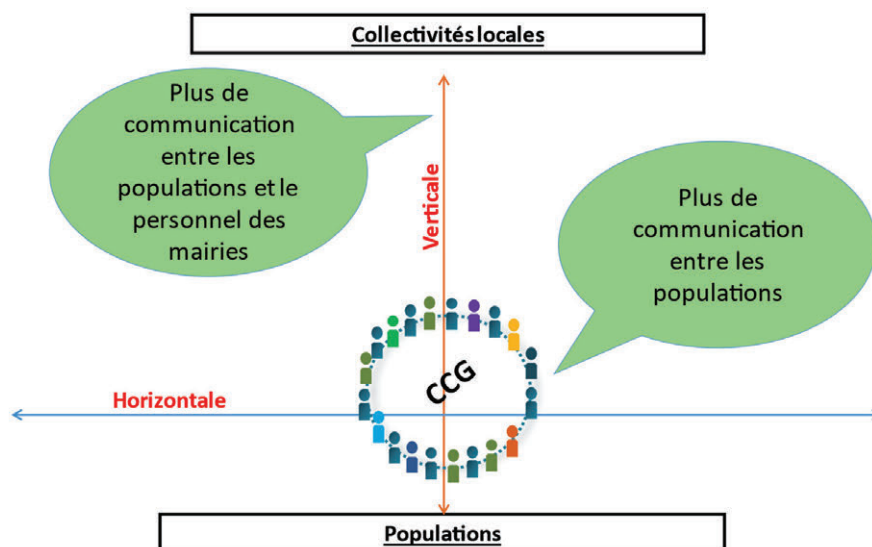 Collectivités locales
Plus de
communication
entre les
populations et le
personnel des
mairies
Verticale
Plus de
communication
entre les
populations
CCG
Horizontale
Populations